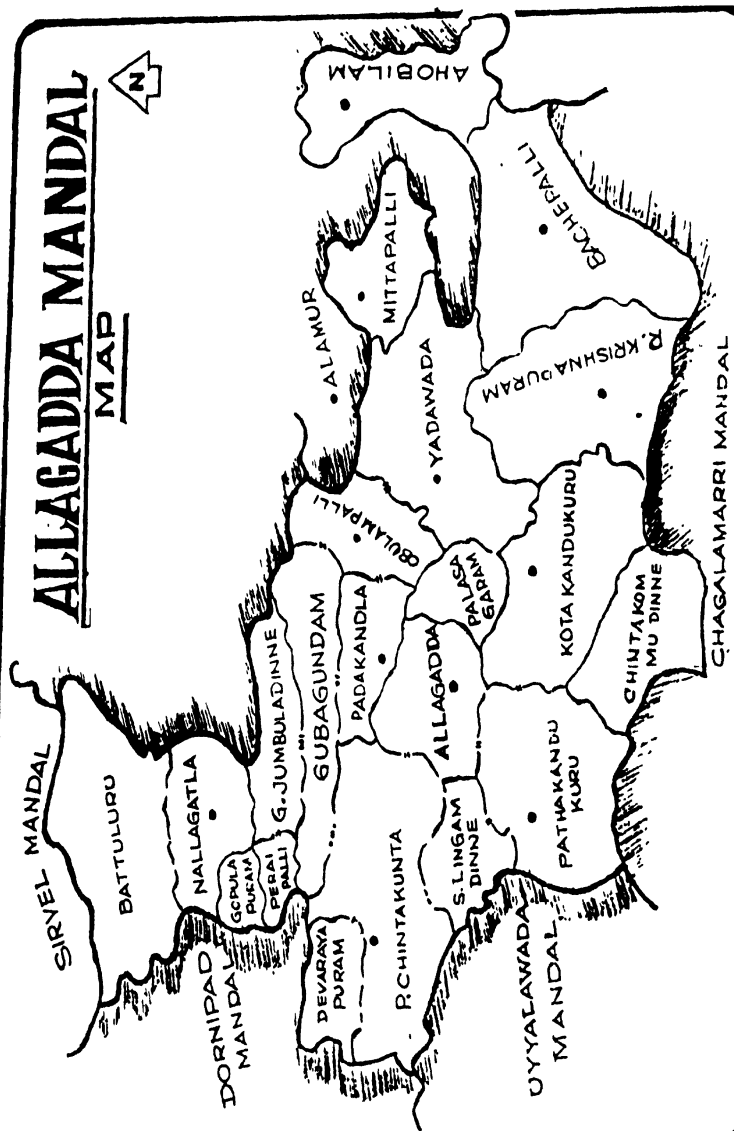 ALLAGADDA MANDAL
MAP
N
AHOBILAM
BACHEPALLI
MITTAPALLI
ALAMUR
YADAWADA
R. KRISHNAPURAM
CHAGALAMARRI MANDAL
OBULAMPALLI
PALASA
GARAM
KOTA KANDUKURU
CHINTAKOM
MU DINNE
SIRVEL MANDAL
BATTULURU
NALLAGATLA
GOPULA
PURAM
PERAI
PALLI
G. JUMBULADINNE
GUBAGUNDAM
PADAKANDLA
ALLAGADDA
S. LINGAM
DINNE
PATHAKANDU
KURU
DORNIPAD
MANDAL
DEVARAYA
PURAM
P.CHINTAKUNTA
UYYALAWADA
MANDAL